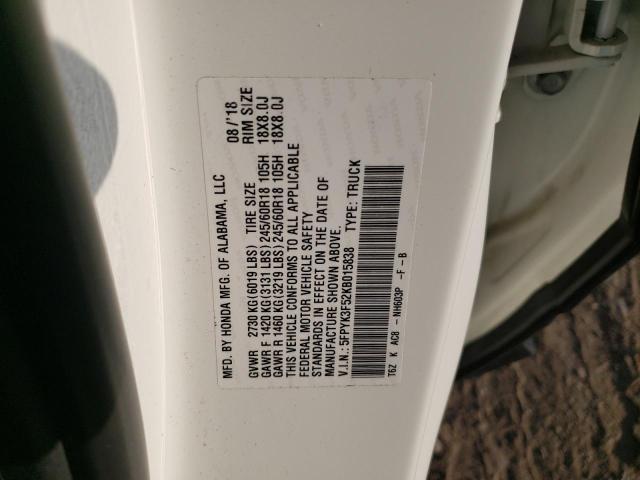 MFD. BY HONDA MFG. OF ALABAMA, LLC 08/'18
GVWR 2730 KG(6019 LBS) TIRE SIZE RIM SIZE
GAWR F 1420 KG(3131 LBS) 245/60R18 105H 18X8.0J
GAWR R 1460 KG(3219 LBS) 245/60R18 105H 18X8.0J
THIS VEHICLE CONFORMS TO ALL APPLICABLE
FEDERAL MOTOR VEHICLE SAFETY
STANDARDS IN EFFECT ON THE DATE OF
MANUFACTURE SHOWN ABOVE.
V.I.N.: 5FPYK3F52KB015838 TYPE: TRUCK
T6Z K AC8 - NH603P -F -B